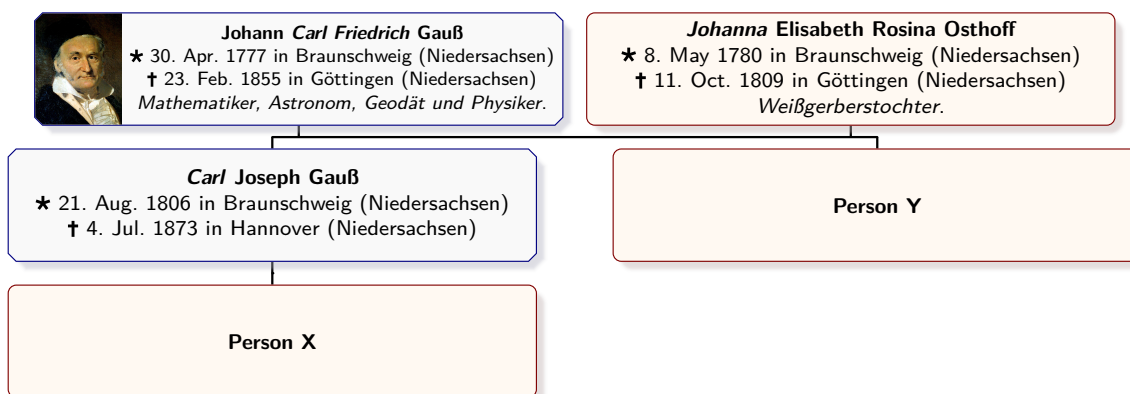 Johann Carl Friedrich Gauß
★ 30. Apr. 1777 in Braunschweig (Niedersachsen)
✝ 23. Feb. 1855 in Göttingen (Niedersachsen)
Mathematiker, Astronom, Geodät und Physiker.
Johanna Elisabeth Rosina Osthoff
★ 8. May 1780 in Braunschweig (Niedersachsen)
✝ 11. Oct. 1809 in Göttingen (Niedersachsen)
Weißgerberstochter.
Carl Joseph Gauß
★ 21. Aug. 1806 in Braunschweig (Niedersachsen)
✝ 4. Jul. 1873 in Hannover (Niedersachsen)
Person Y
Person X